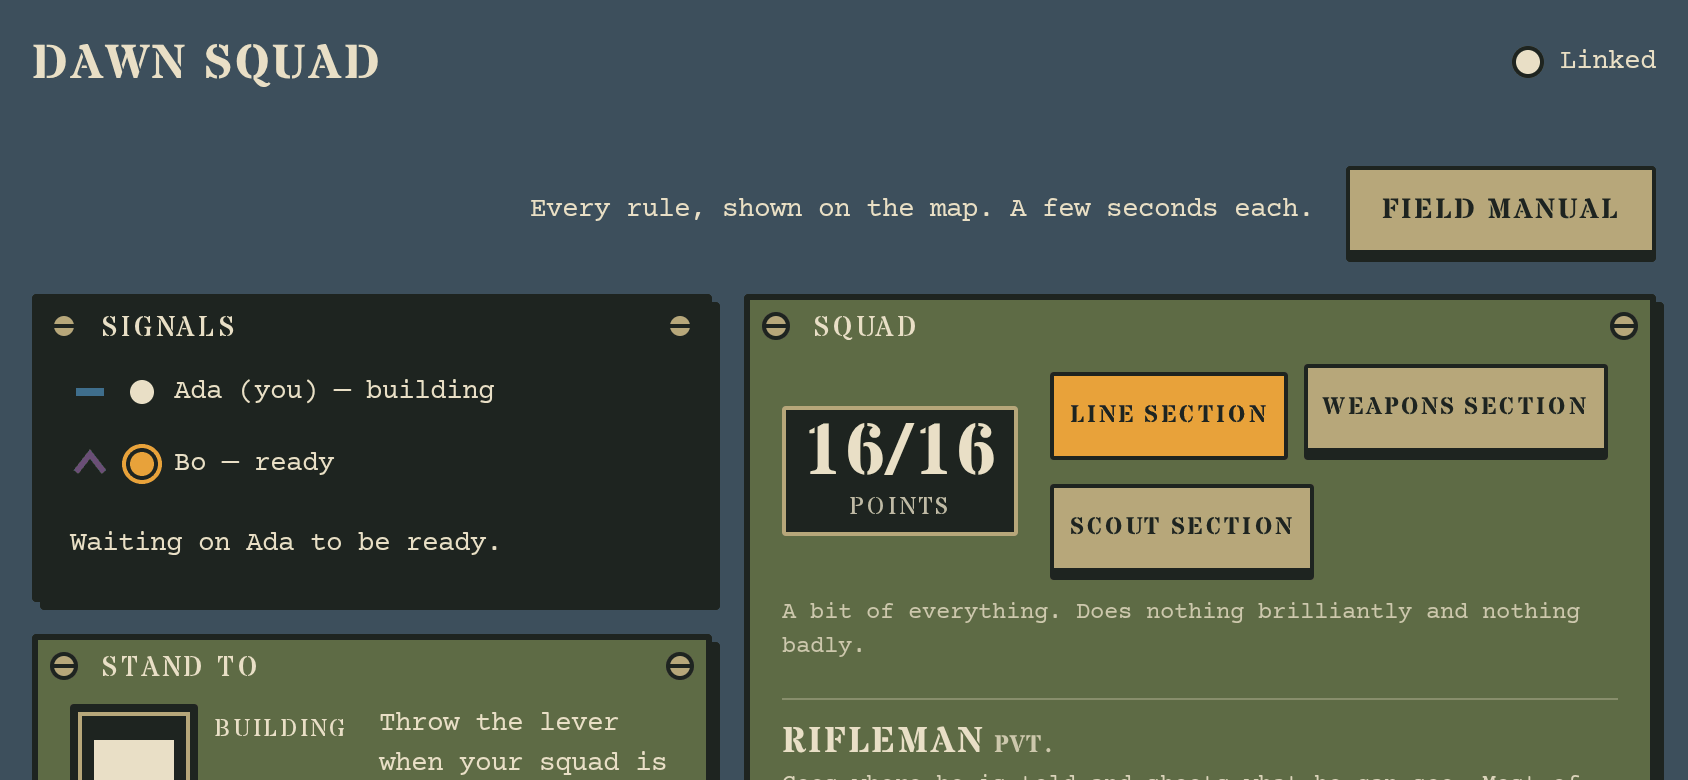 DAWN SQUAD
Linked
Every rule, shown on the map. A few seconds each.
FIELD MANUAL
SIGNALS
Ada (you) — building
Bo — ready
Waiting on Ada to be ready.
STAND TO
BUILDING
Throw the lever
when your squad is
SQUAD
16/16
POINTS
LINE SECTION
WEAPONS SECTION
SCOUT SECTION
A bit of everything. Does nothing brilliantly and nothing
badly.
RIFLEMAN PVT.